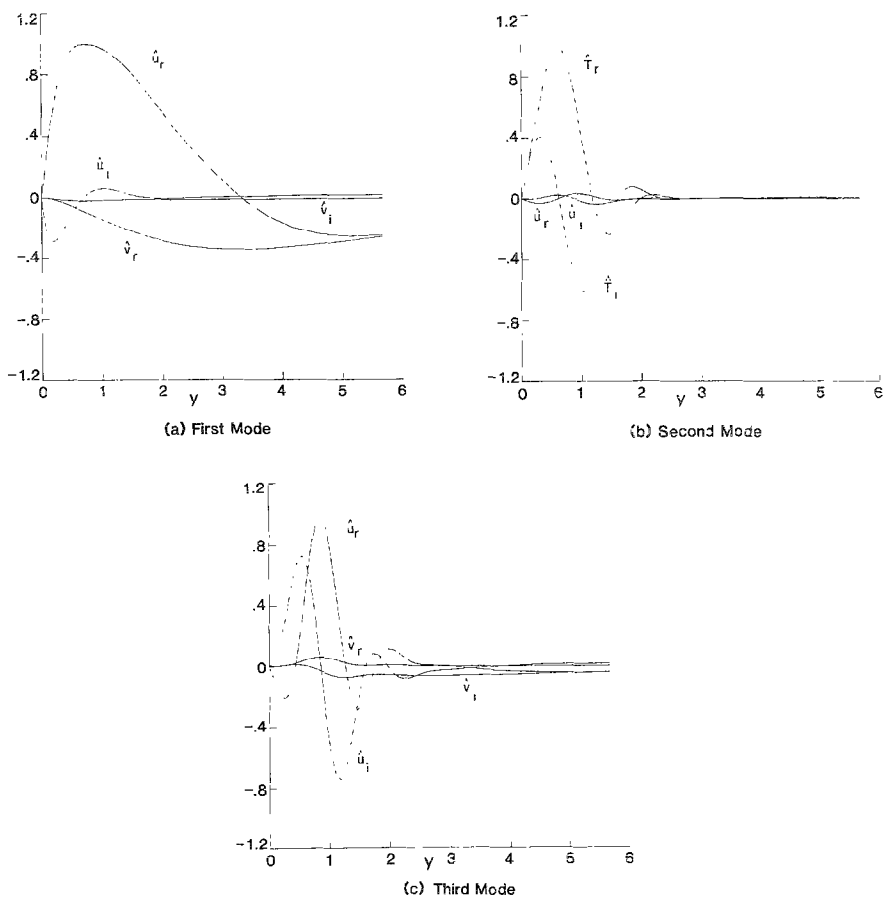 1.2
.8
.4
0
-.4
-.8
-1.2
û_r
û_i
v̂_i
v̂_r
0 1 2 3 4 5 6
y
(a) First Mode
1.2
.8
.4
0
-.4
-.8
-1.2
T̂_r
û_r
û_i
T̂_i
0 1 2 3 4 5 6
y
(b) Second Mode
1.2
.8
.4
0
-.4
-.8
-1.2
û_r
v̂_r
v̂_i
û_i
0 1 2 3 4 5 6
y
(c) Third Mode